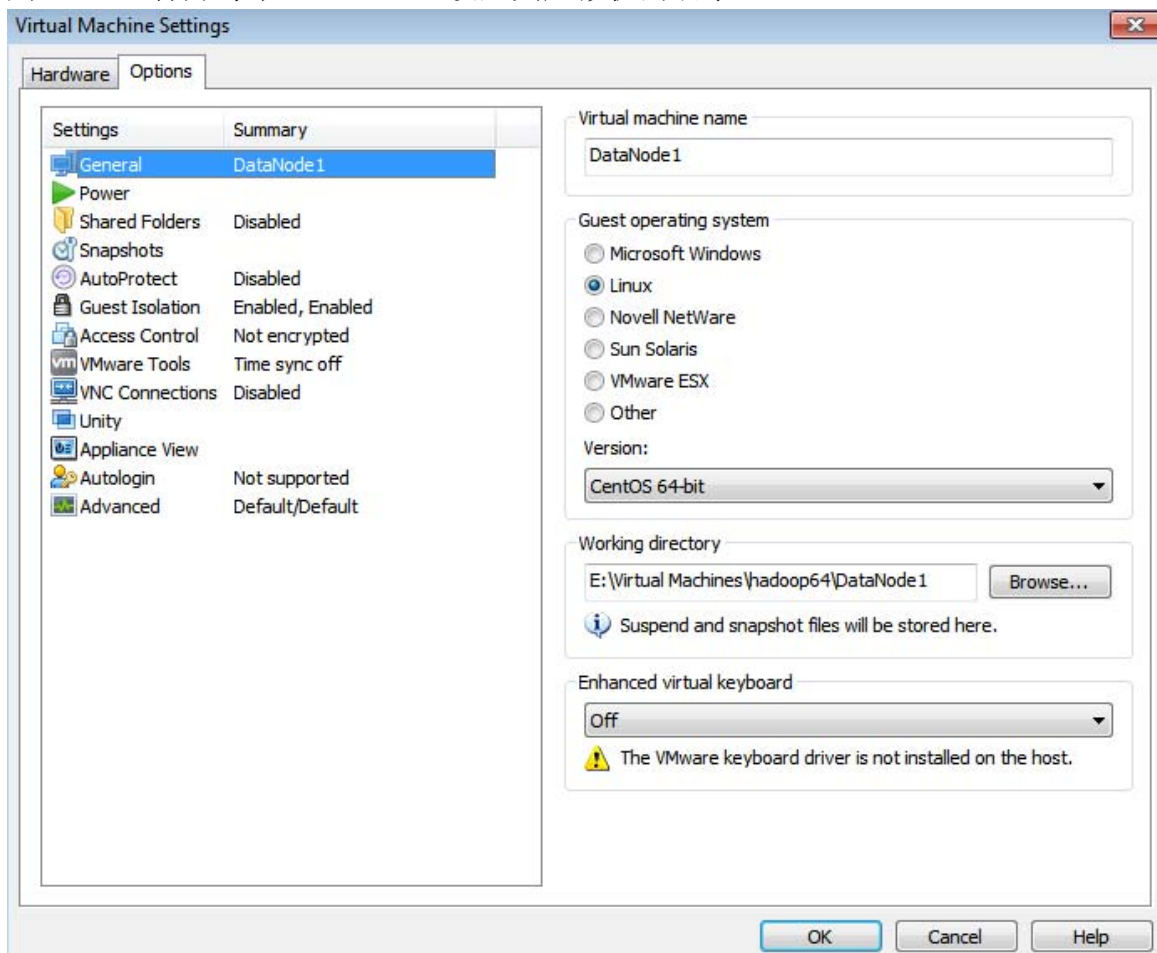 Virtual Machine Settings
Hardware Options
Settings Summary
General DataNode1
Power
Shared Folders Disabled
Snapshots
AutoProtect Disabled
Guest Isolation Enabled, Enabled
Access Control Not encrypted
vm VMware Tools Time sync off
VNC Connections Disabled
Unity
Appliance View
Autologin Not supported
Advanced Default/Default
Virtual machine name
DataNode1
Guest operating system
Microsoft Windows
Linux
Novell NetWare
Sun Solaris
VMware ESX
Other
Version:
CentOS 64-bit
Working directory
E:\Virtual Machines\hadoop64\DataNode1 Browse...
Suspend and snapshot files will be stored here.
Enhanced virtual keyboard
Off
The VMware keyboard driver is not installed on the host.
OK Cancel Help